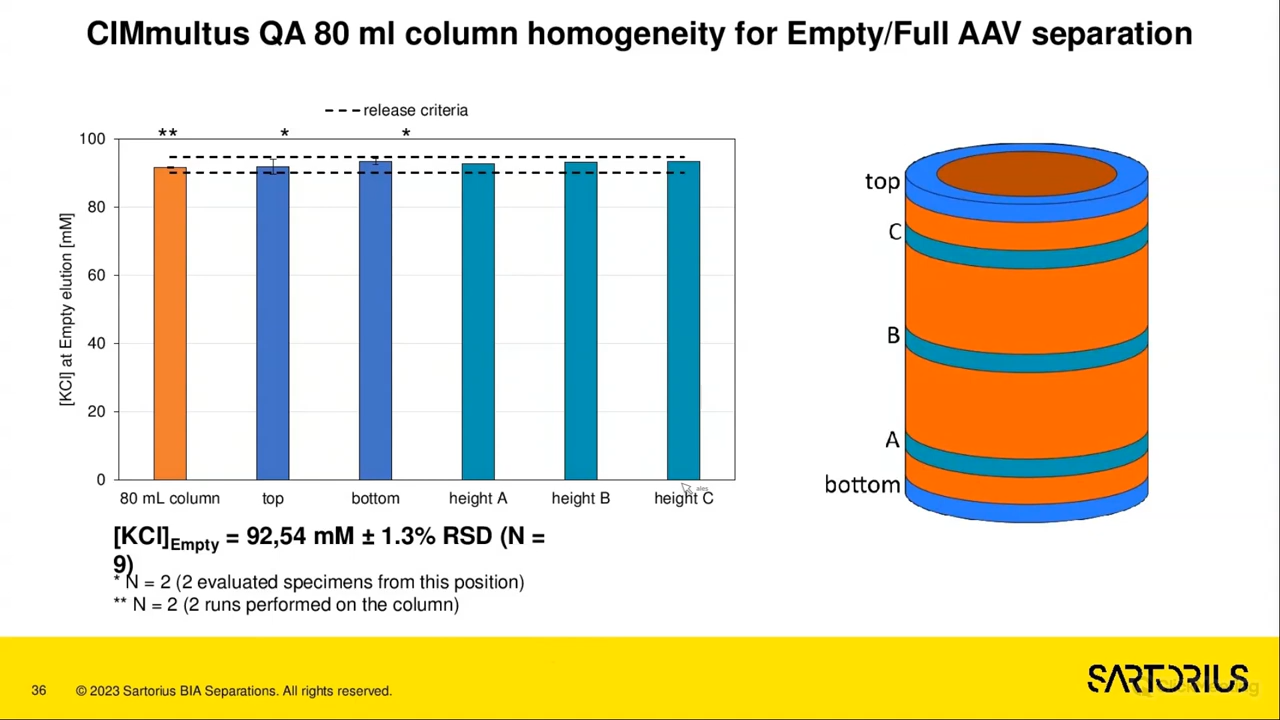 CIMmultus QA 80 ml column homogeneity for Empty/Full AAV separation
release criteria
** * *
100
80
60
40
20
0
[KCl] at Empty elution [mM]
80 mL column top bottom height A height B height C
ales
[KCl]Empty = 92,54 mM ± 1.3% RSD (N =
9)
* N = 2 (2 evaluated specimens from this position)
** N = 2 (2 runs performed on the column)
top
C
B
A
bottom
36 © 2023 Sartorius BIA Separations. All rights reserved.
SARTORIUS